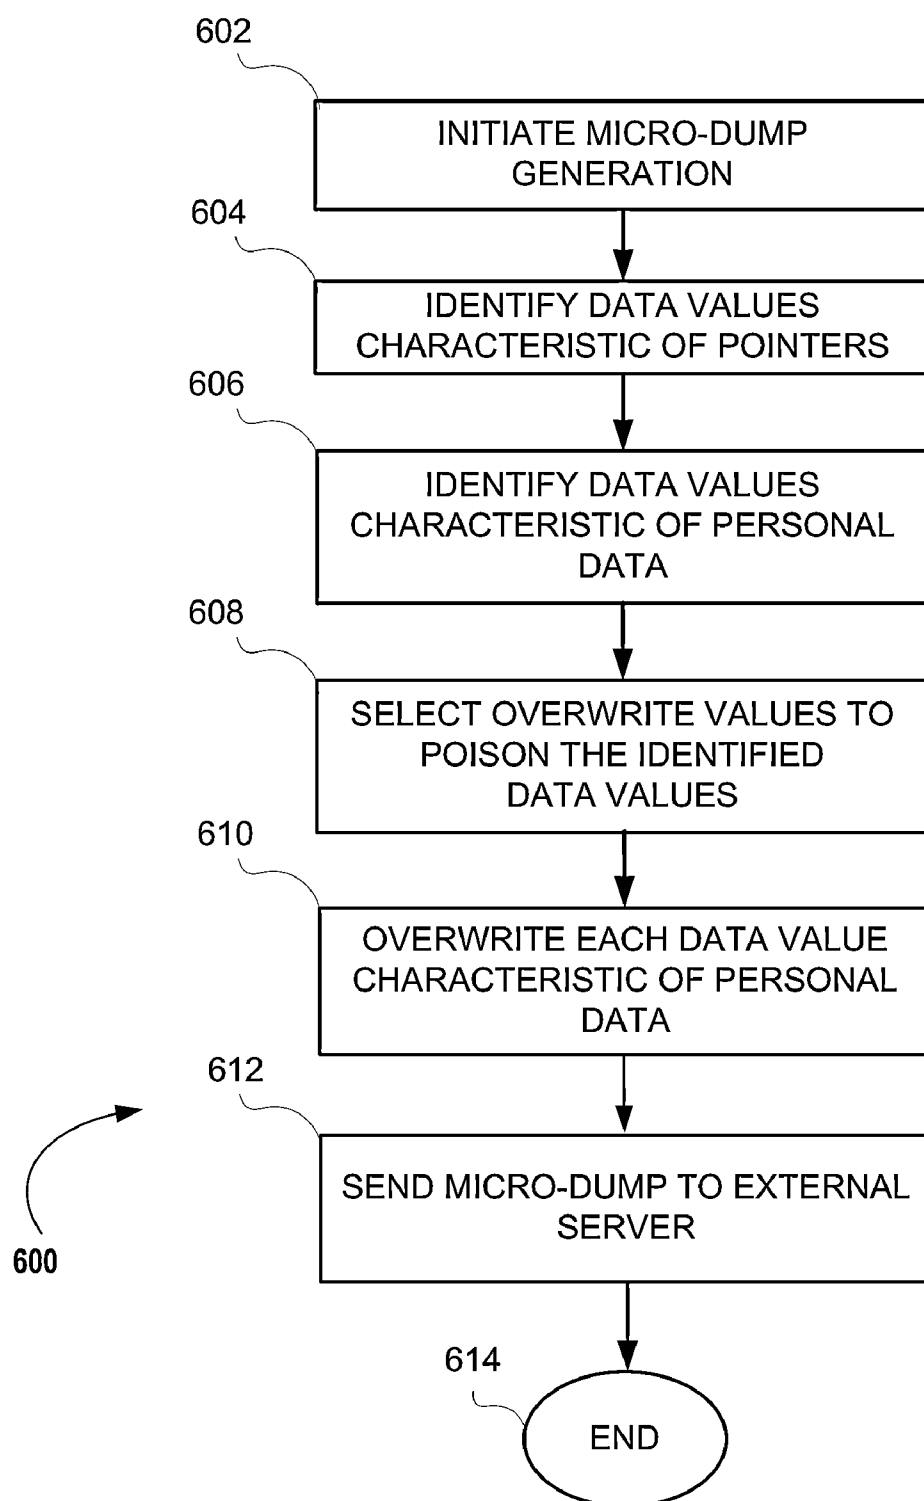 602
INITIATE MICRO-DUMP
GENERATION
604
IDENTIFY DATA VALUES
CHARACTERISTIC OF POINTERS
606
IDENTIFY DATA VALUES
CHARACTERISTIC OF PERSONAL
DATA
608
SELECT OVERWRITE VALUES TO
POISON THE IDENTIFIED
DATA VALUES
610
OVERWRITE EACH DATA VALUE
CHARACTERISTIC OF PERSONAL
DATA
612
SEND MICRO-DUMP TO EXTERNAL
SERVER
600
614
END